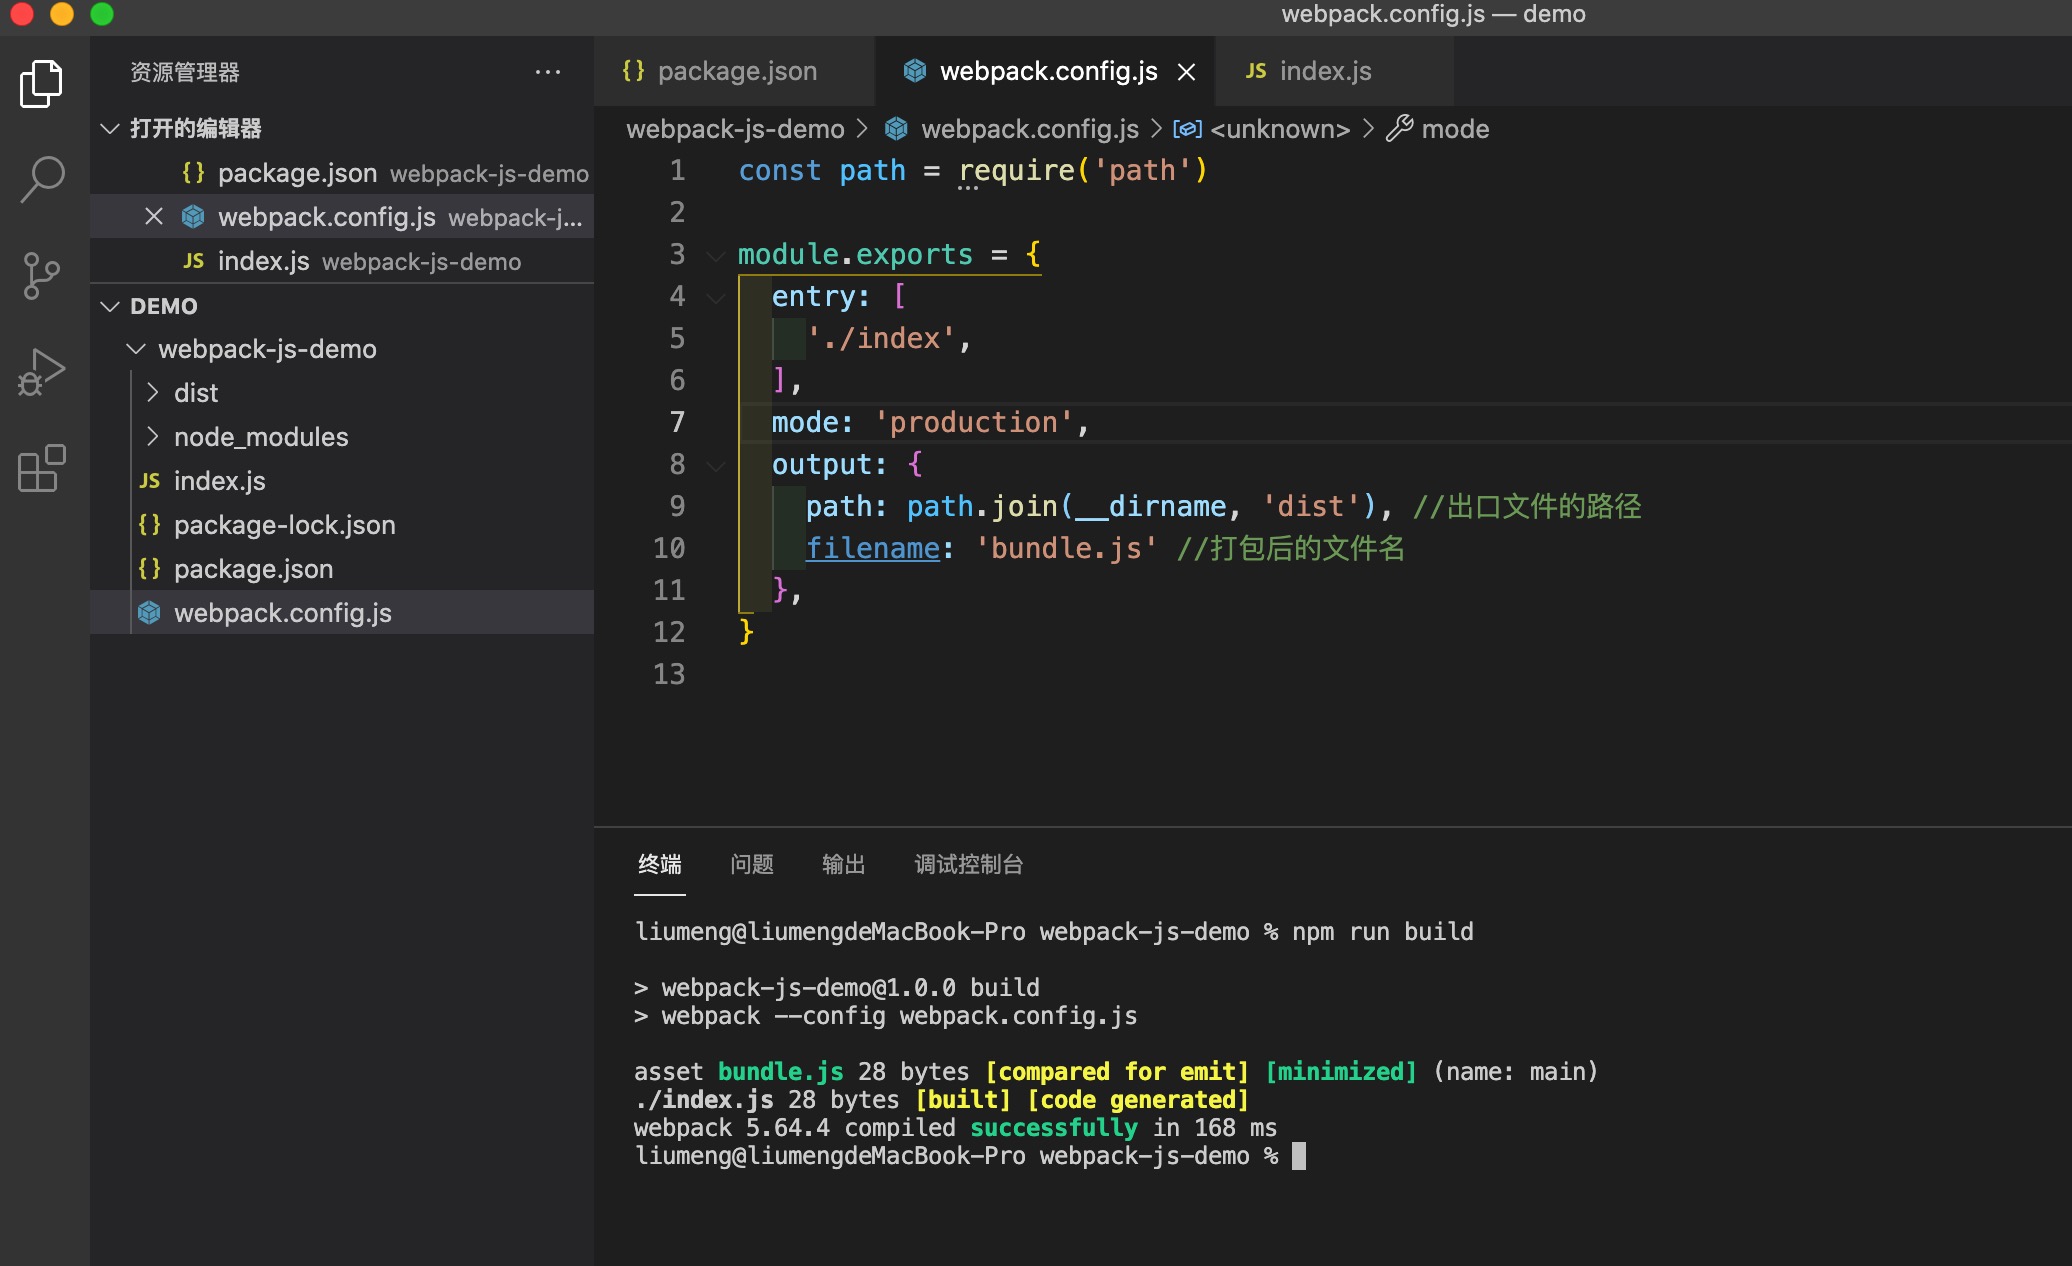 webpack.config.js — demo
资源管理器 ···
打开的编辑器
{} package.json webpack-js-demo
webpack.config.js webpack-j...
JS index.js webpack-js-demo
DEMO
webpack-js-demo
dist
node_modules
JS index.js
{} package-lock.json
{} package.json
webpack.config.js
{} package.json webpack.config.js JS index.js
webpack-js-demo > webpack.config.js > <unknown> > mode
1 const path = require('path')
2
3 module.exports = {
4 entry: [
5 './index',
6 ],
7 mode: 'production',
8 output: {
9 path: path.join(__dirname, 'dist'), //出口文件的路径
10 filename: 'bundle.js' //打包后的文件名
11 },
12 }
13
终端 问题 输出 调试控制台
liumeng@liumengdeMacBook-Pro webpack-js-demo % npm run build
> webpack-js-demo@1.0.0 build
> webpack --config webpack.config.js
asset bundle.js 28 bytes [compared for emit] [minimized] (name: main)
./index.js 28 bytes [built] [code generated]
webpack 5.64.4 compiled successfully in 168 ms
liumeng@liumengdeMacBook-Pro webpack-js-demo %